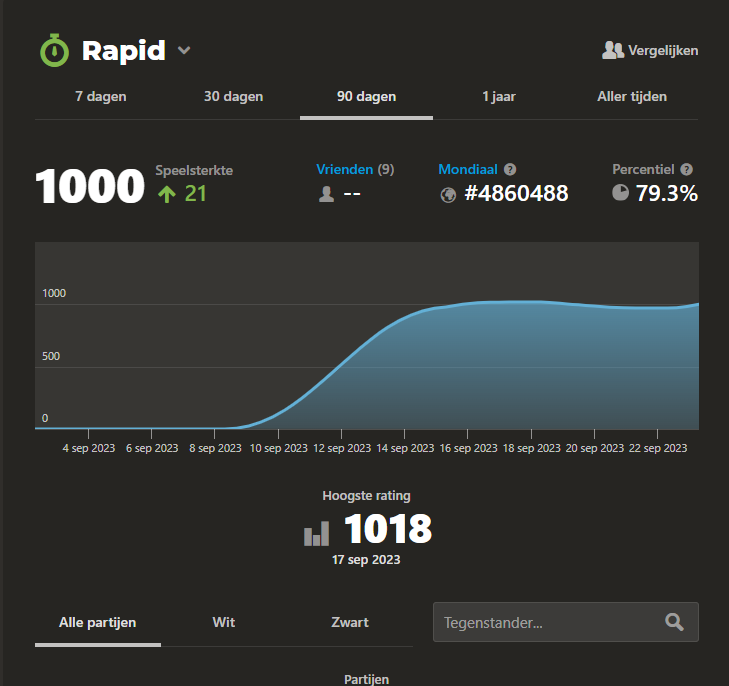 Rapid
Vergelijken
7 dagen 30 dagen 90 dagen 1 jaar Aller tijden
1000
Speelsterkte
21
Vrienden (9)
--
Mondiaal ?
#4860488
Percentiel ?
79.3%
1000
500
0
4 sep 2023 6 sep 2023 8 sep 2023 10 sep 2023 12 sep 2023 14 sep 2023 16 sep 2023 18 sep 2023 20 sep 2023 22 sep 2023
Hoogste rating
1018
17 sep 2023
Alle partijen Wit Zwart
Tegenstander...
Partijen